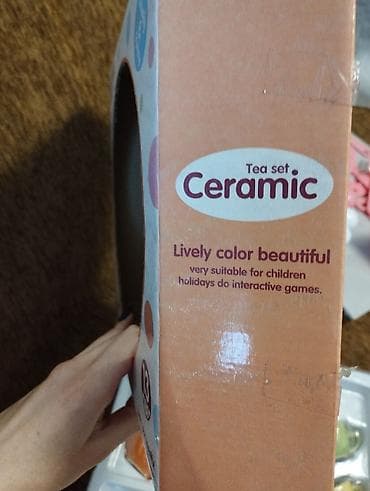 Tea set
Ceramic
Lively color beautiful
very suitable for children
holidays do interactive games.